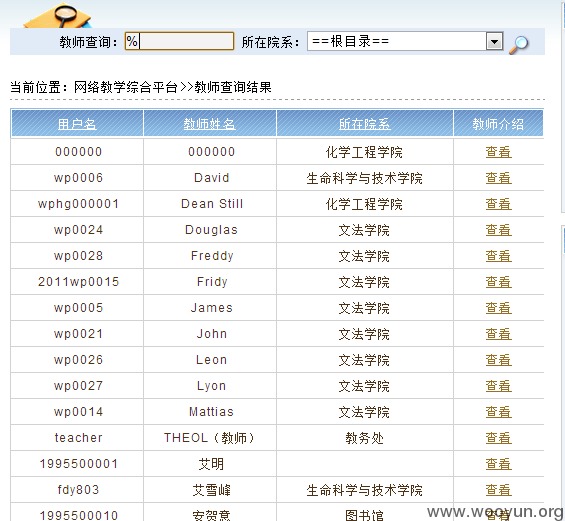 教师查询： % 所在院系： ==根目录==
当前位置：网络教学综合平台>>教师查询结果
用户名 教师姓名 所在院系 教师介绍
000000 000000 化学工程学院 查看
wp0006 David 生命科学与技术学院 查看
wphg000001 Dean Still 化学工程学院 查看
wp0024 Douglas 文法学院 查看
wp0028 Freddy 文法学院 查看
2011wp0015 Fridy 文法学院 查看
wp0005 James 文法学院 查看
wp0021 John 文法学院 查看
wp0026 Leon 文法学院 查看
wp0027 Lyon 文法学院 查看
wp0014 Mattias 文法学院 查看
teacher THEOL（教师） 教务处 查看
1995500001 艾明 查看
fdy803 艾雪峰 生命科学与技术学院 查看
1995500010 安贺意 图书馆 查看
www.wooyun.org